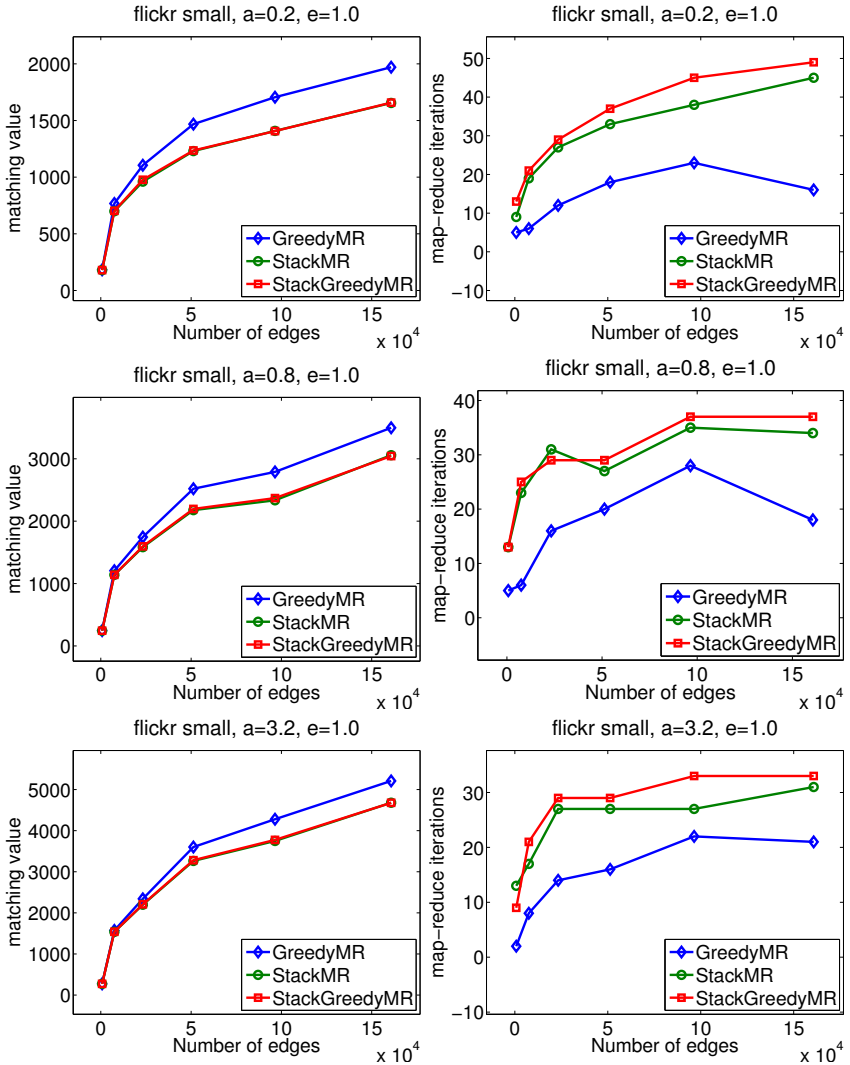 flickr small, a=0.2, e=1.0
matching value
2000
1500
1000
500
0
GreedyMR
StackMR
StackGreedyMR
0 5 10 15
Number of edges
x 10^4
flickr small, a=0.2, e=1.0
map−reduce iterations
50
40
30
20
10
0
−10
GreedyMR
StackMR
StackGreedyMR
0 5 10 15
Number of edges
x 10^4
flickr small, a=0.8, e=1.0
matching value
3000
2000
1000
0
GreedyMR
StackMR
StackGreedyMR
0 5 10 15
Number of edges
x 10^4
flickr small, a=0.8, e=1.0
map−reduce iterations
40
30
20
10
0
GreedyMR
StackMR
StackGreedyMR
0 5 10 15
Number of edges
x 10^4
flickr small, a=3.2, e=1.0
matching value
5000
4000
3000
2000
1000
0
GreedyMR
StackMR
StackGreedyMR
0 5 10 15
Number of edges
x 10^4
flickr small, a=3.2, e=1.0
map−reduce iterations
30
20
10
0
−10
GreedyMR
StackMR
StackGreedyMR
0 5 10 15
Number of edges
x 10^4